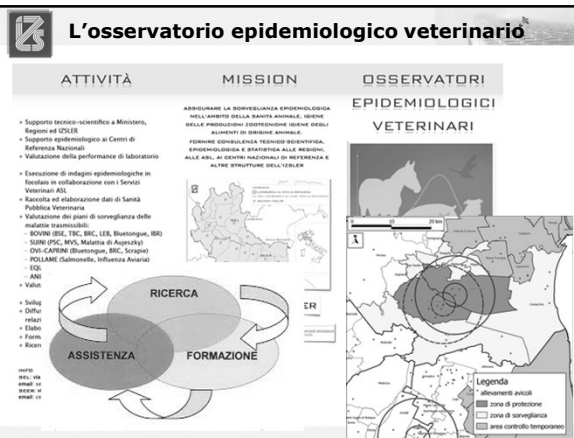 L'osservatorio epidemiologico veterinario
ATTIVITÀ
» Supporto tecnico-scientifico a Ministero,
Regioni ed IZSLER
» Supporto epidemiologico ai Centri di
Referenza Nazionali
» Valutazione della performance di laboratorio
» Esecuzione di indagini epidemiologiche in
focolaio in collaborazione con i Servizi
Veterinari ASL
» Raccolta ed elaborazione dati di Sanità
Pubblica Veterinaria
» Valutazione dei piani di sorveglianza delle
malattie trasmissibili:
- BOVINI (BSE, TBC, BRC, LEB, Bluetongue, IBR)
- SUINI (PSC, MVS, Malattia di Aujeszky)
- OVI-CAPRINI (Bluetongue, BRC, Scrapie)
- POLLAME (Salmonelle, Influenza Aviaria)
MISSION
ASSICURARE LA SORVEGLIANZA EPIDEMIOLOGICA
NELL'AMBITO DELLA SANITÀ ANIMALE, IGIENE
DELLE PRODUZIONI ZOOTECNICHE IGIENE DEGLI
ALIMENTI DI ORIGINE ANIMALE.
FORNIRE CONSULENZA TECNICO-SCIENTIFICA,
EPIDEMIOLOGICA E STATISTICA ALLE REGIONI,
ALLE ASL, AI CENTRI NAZIONALI DI REFERENZA E
ALTRE STRUTTURE DELL'IZSLER
OSSERVATORI
EPIDEMIOLOGICI
VETERINARI
RICERCA
ASSISTENZA
FORMAZIONE
0 10 20 km
Legenda
allevamenti avicoli
zona di protezione
zona di sorveglianza
area controllo temporaneo